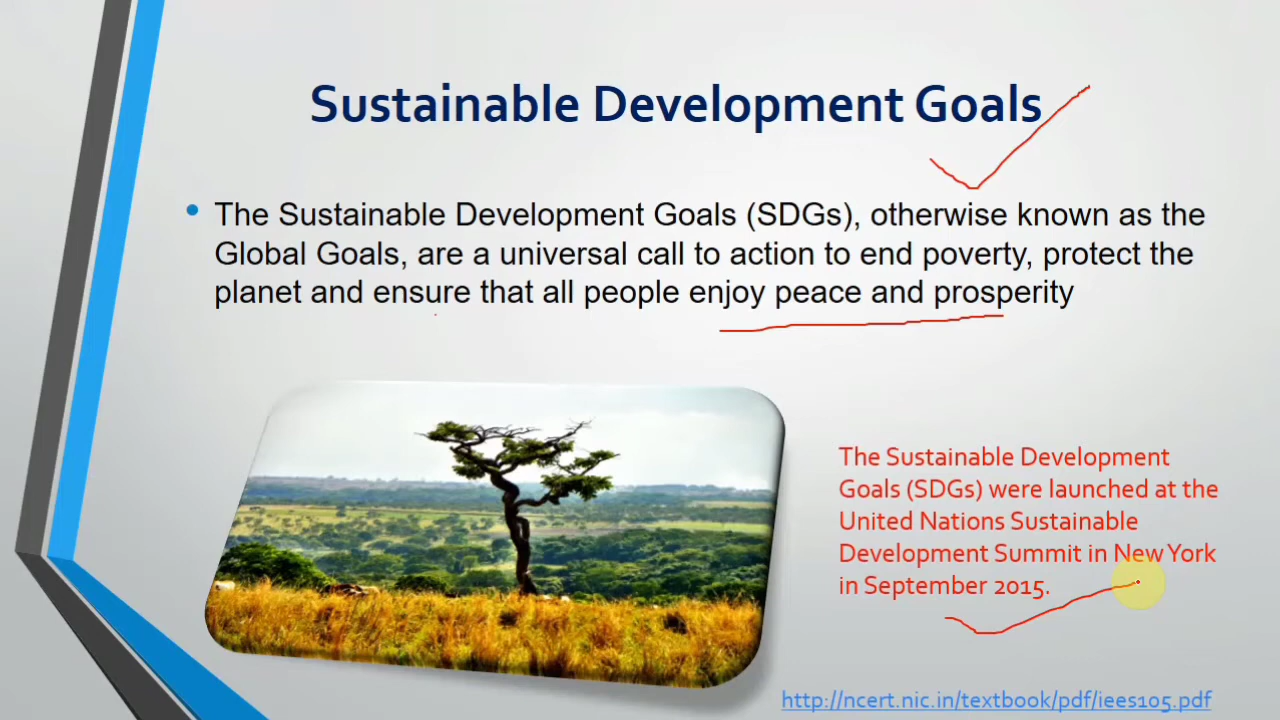 Sustainable Development Goals
• The Sustainable Development Goals (SDGs), otherwise known as the
Global Goals, are a universal call to action to end poverty, protect the
planet and ensure that all people enjoy peace and prosperity
The Sustainable Development
Goals (SDGs) were launched at the
United Nations Sustainable
Development Summit in New York
in September 2015.
http://ncert.nic.in/textbook/pdf/iees105.pdf